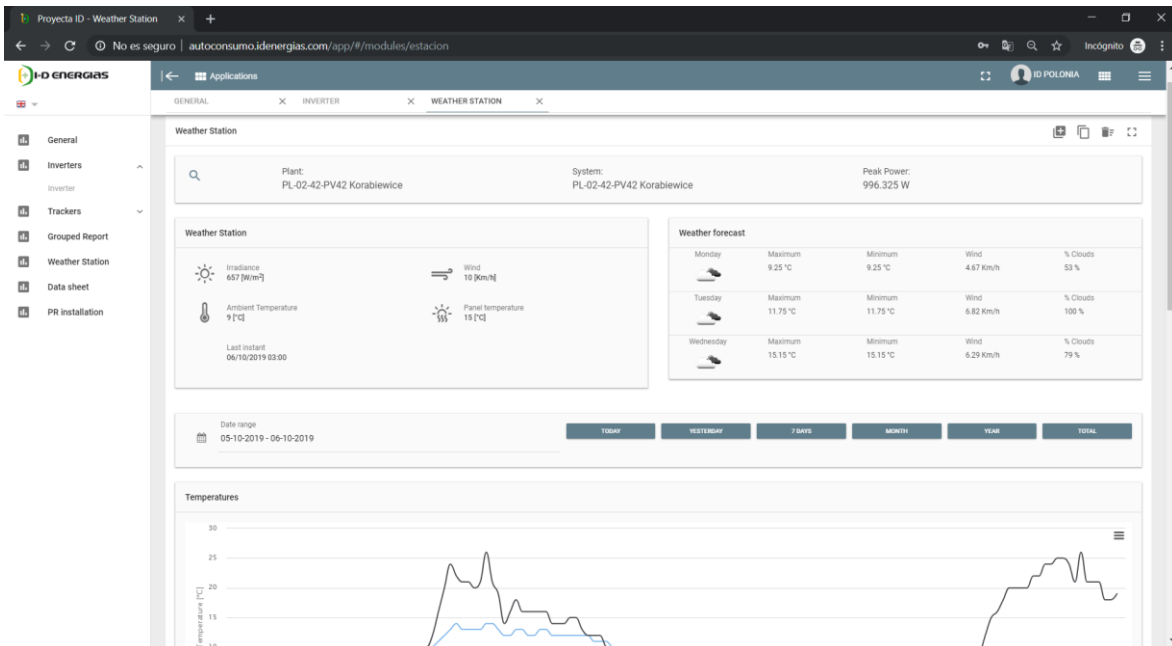 Proyecta ID - Weather Station
No es seguro | autoconsumo.idenergias.com/app/#/modules/estacion
Incógnito
I-D ENERGIAS
Applications
ID POLONIA
GENERAL
INVERTER
WEATHER STATION
General
Inverters
Inverter
Trackers
Grouped Report
Weather Station
Data sheet
PR installation
Weather Station
Plant:
PL-02-42-PV42 Korabiewice
System:
PL-02-42-PV42 Korabiewice
Peak Power:
996.325 W
Weather Station
Irradiance
657 [W/m²]
Wind
10 [Km/h]
Ambient Temperature
9 [°C]
Panel temperature
15 [°C]
Last instant
06/10/2019 03:00
Weather forecast
Monday Maximum Minimum Wind % Clouds
9.25 °C 9.25 °C 4.67 Km/h 53 %
Tuesday Maximum Minimum Wind % Clouds
11.75 °C 11.75 °C 6.82 Km/h 100 %
Wednesday Maximum Minimum Wind % Clouds
15.15 °C 15.15 °C 6.29 Km/h 79 %
Date range
05-10-2019 - 06-10-2019
TODAY YESTERDAY 7 DAYS MONTH YEAR TOTAL
Temperatures
30
25
20
15
10
Temperature [°C]